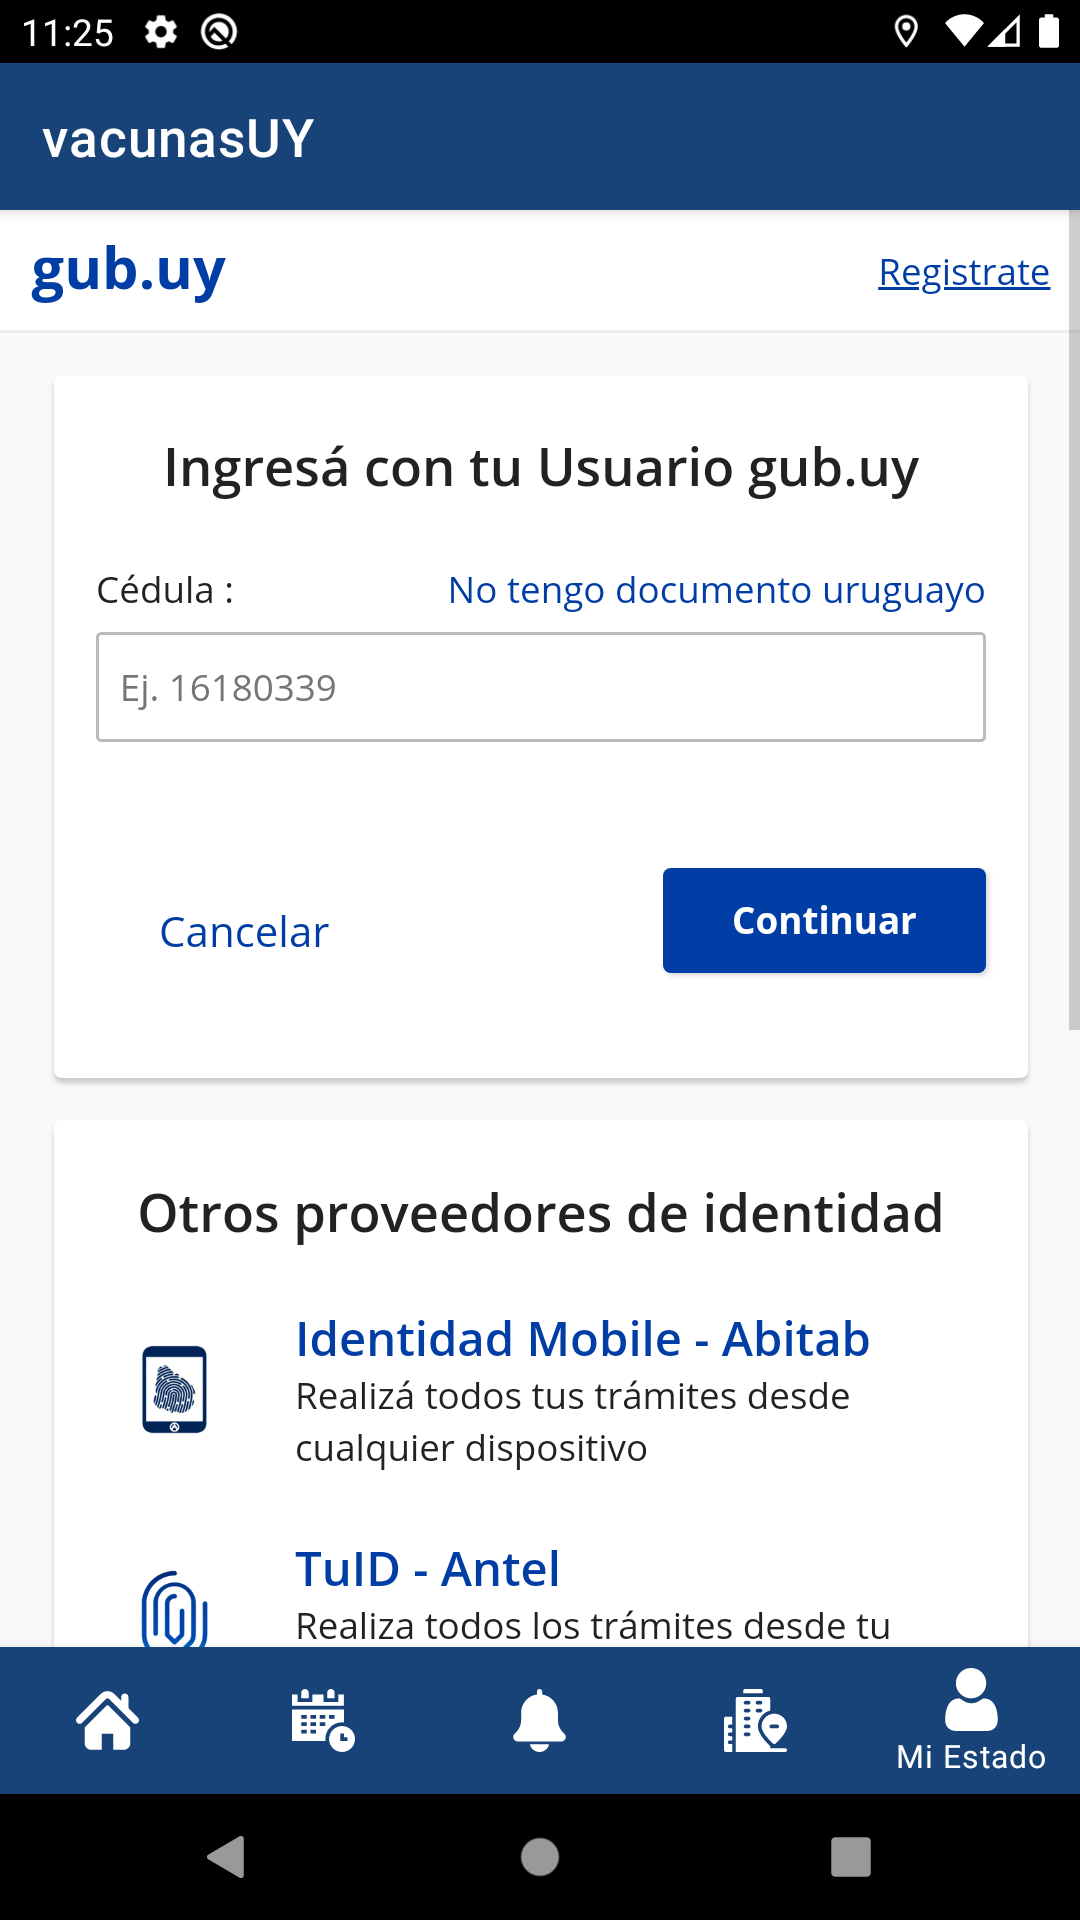 11:25
vacunasUY
gub.uy
Registrate
Ingresá con tu Usuario gub.uy
Cédula :
No tengo documento uruguayo
Ej. 16180339
Cancelar
Continuar
Otros proveedores de identidad
Identidad Mobile - Abitab
Realizá todos tus trámites desde
cualquier dispositivo
TuID - Antel
Realiza todos los trámites desde tu
Mi Estado